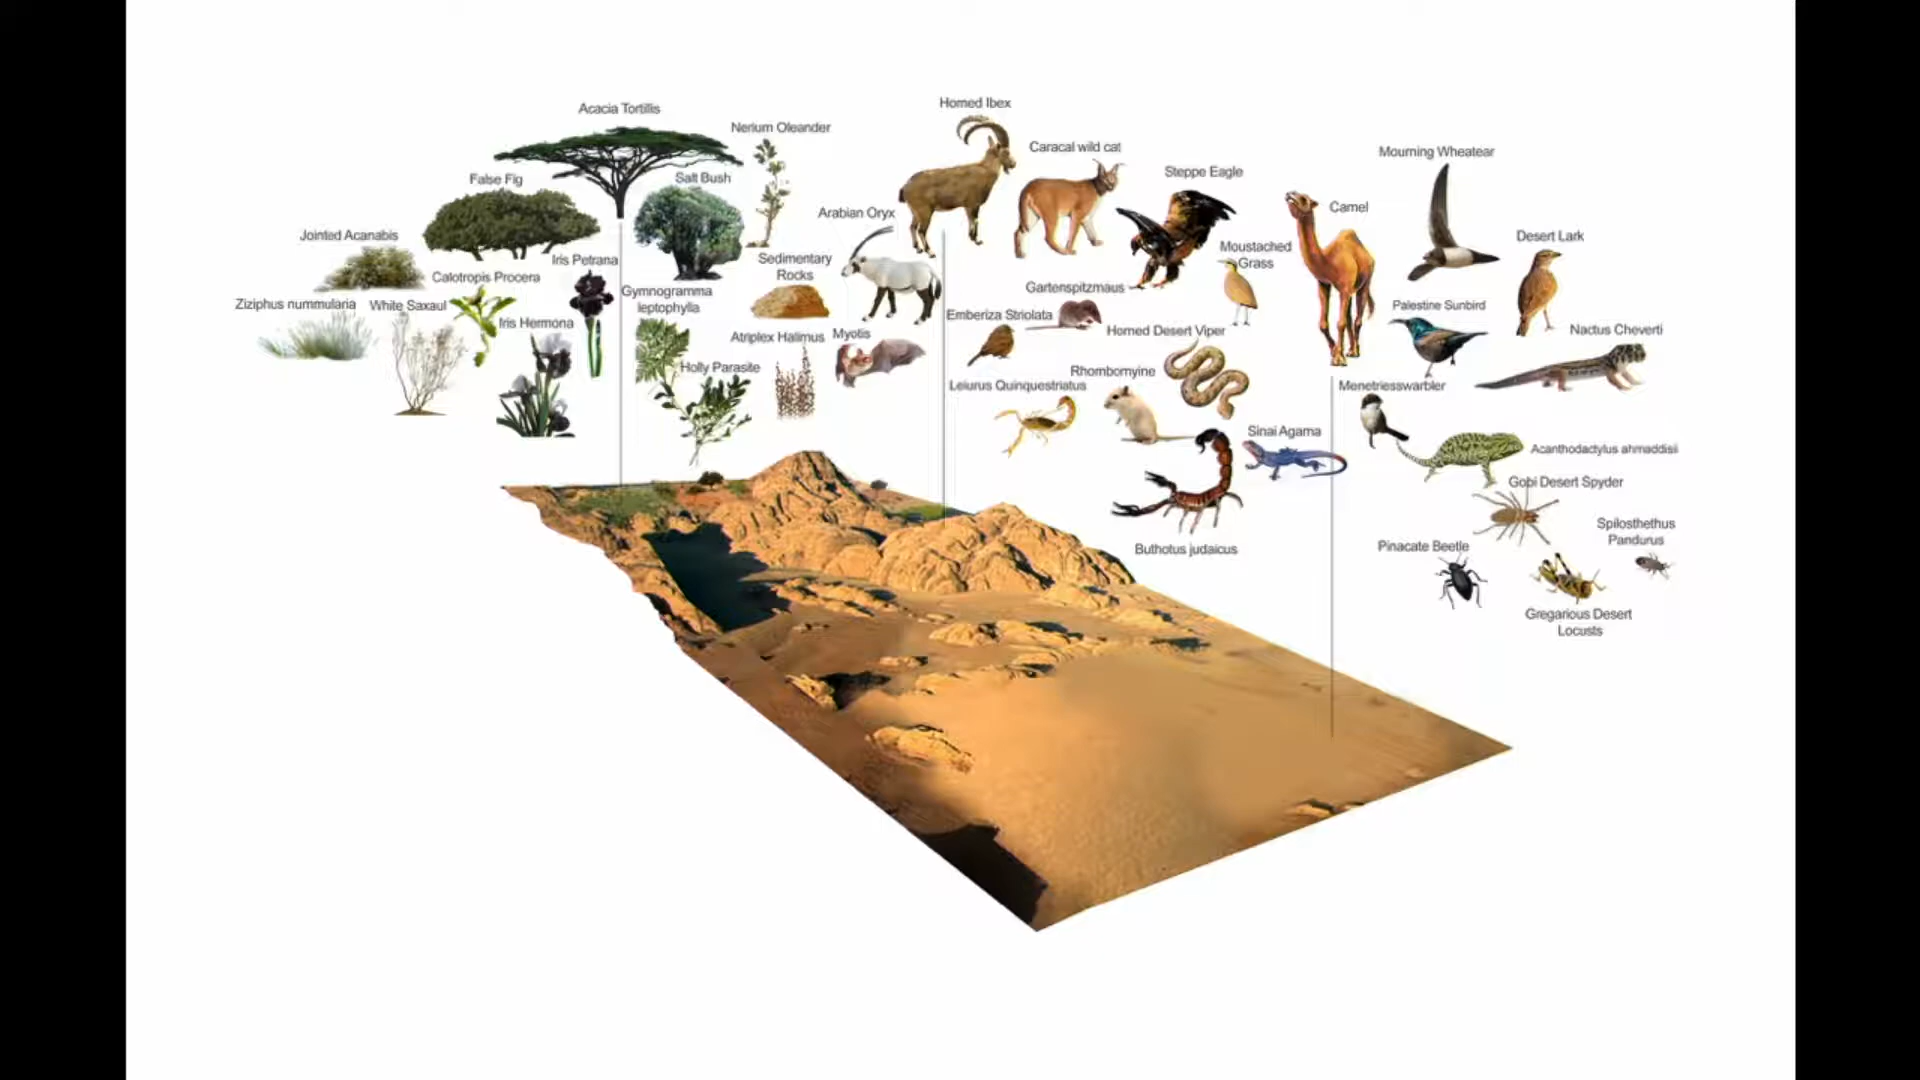 Acacia Tortillis
Nerium Oleander
False Fig
Salt Bush
Jointed Acanabis
Iris Petrana
Calotropis Procera
Sedimentary
Rocks
Ziziphus nummularia
White Saxaul
Gymnogramma
leptophylla
Iris Hermona
Atriplex Halimus
Holly Parasite
Horned Ibex
Caracal wild cat
Steppe Eagle
Arabian Oryx
Moustached
Grass
Gartenspitzmaus
Emberiza Striolata
Myotis
Horned Desert Viper
Rhombomyine
Leiurus Quinquestriatus
Sinai Agama
Buthotus judaicus
Mourning Wheatear
Camel
Desert Lark
Palestine Sunbird
Nactus Cheverti
Menetriesswarbler
Acanthodactylus ahmaddisii
Gobi Desert Spyder
Spilosthethus
Pandurus
Pinacate Beetle
Gregarious Desert
Locusts